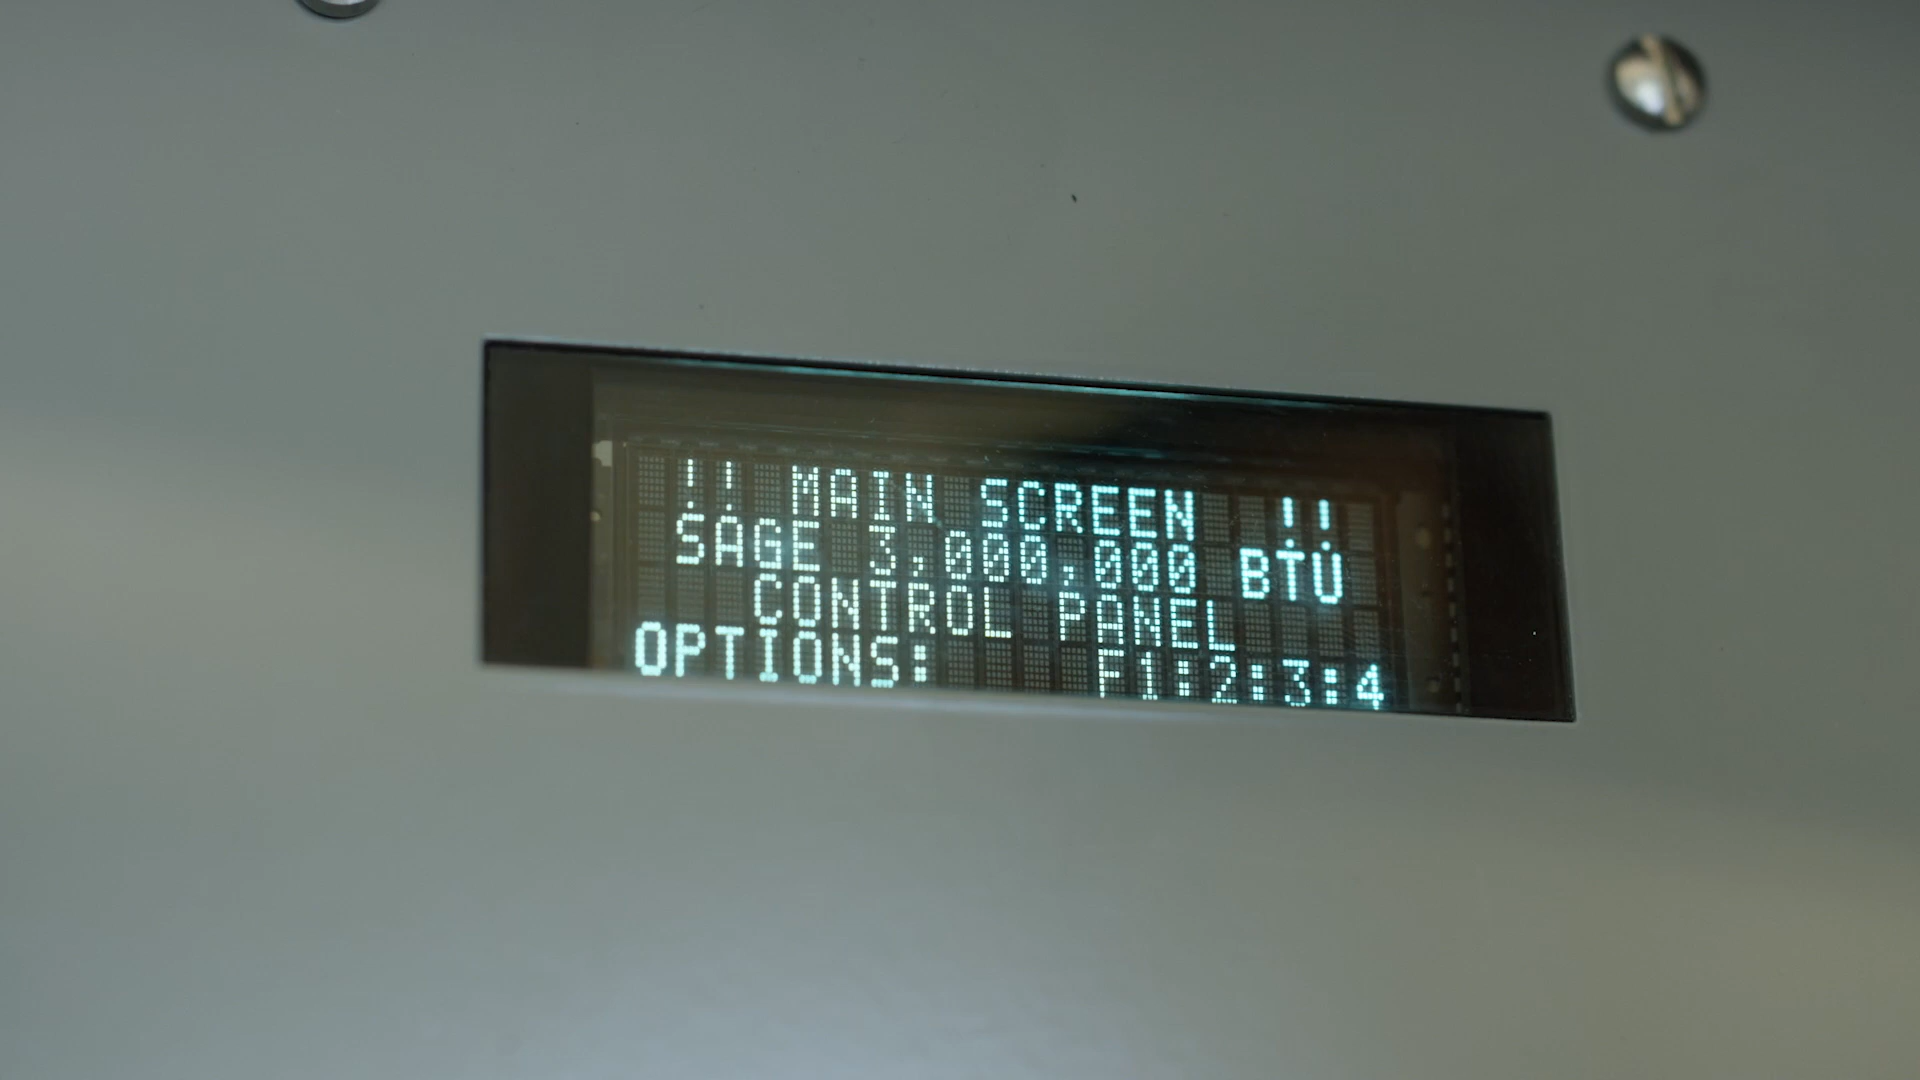 !! MAIN SCREEN !!
SAGE 3,000,000 BTU
CONTROL PANEL
OPTIONS: F1:2:3:4